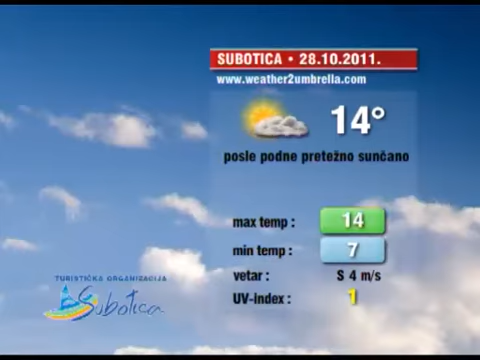 SUBOTICA • 28.10.2011.
www.weather2umbrella.com
14°
posle podne pretežno sunčano
max temp : 14
min temp : 7
vetar : S 4 m/s
UV-index : 1
TURISTIČKA ORGANIZACIJA
Subotica